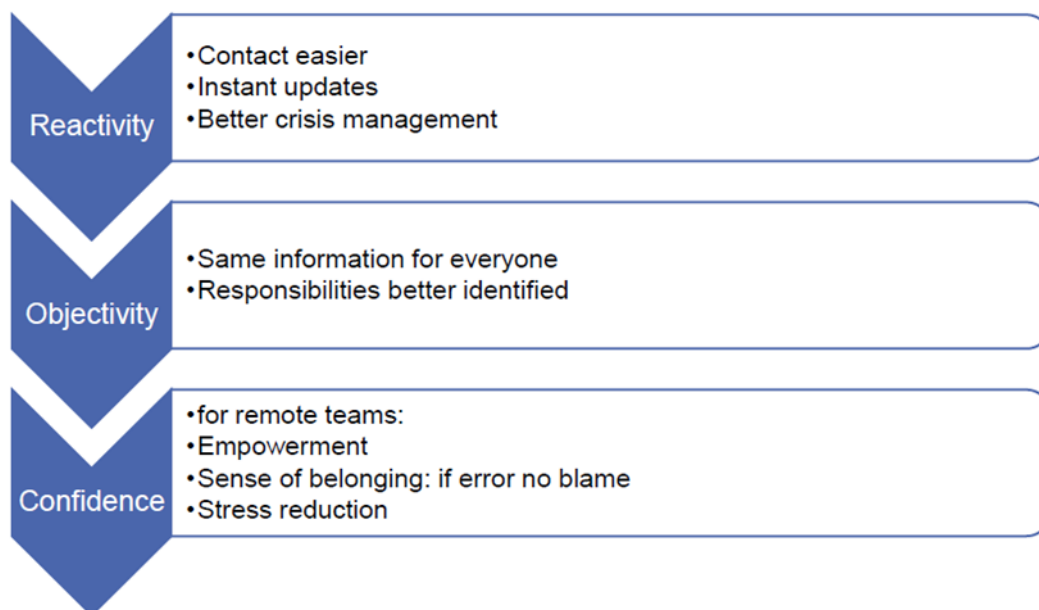 Reactivity
•Contact easier
•Instant updates
•Better crisis management
Objectivity
•Same information for everyone
•Responsibilities better identified
Confidence
•for remote teams:
•Empowerment
•Sense of belonging: if error no blame
•Stress reduction